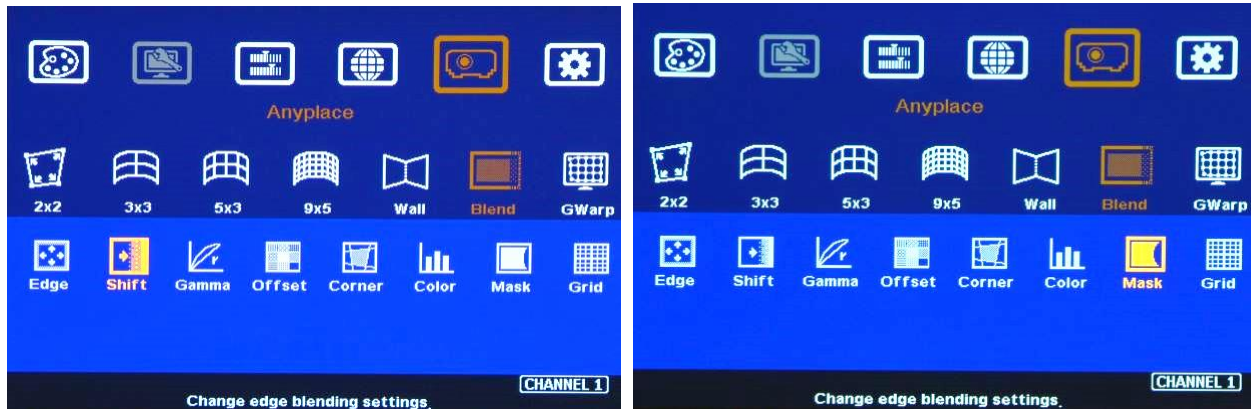 Anyplace
2x2 3x3 5x3 9x5 Wall Blend GWarp
Edge Shift Gamma Offset Corner Color Mask Grid
CHANNEL 1
Change edge blending settings.
Anyplace
2x2 3x3 5x3 9x5 Wall Blend GWarp
Edge Shift Gamma Offset Corner Color Mask Grid
CHANNEL 1
Change edge blending settings.